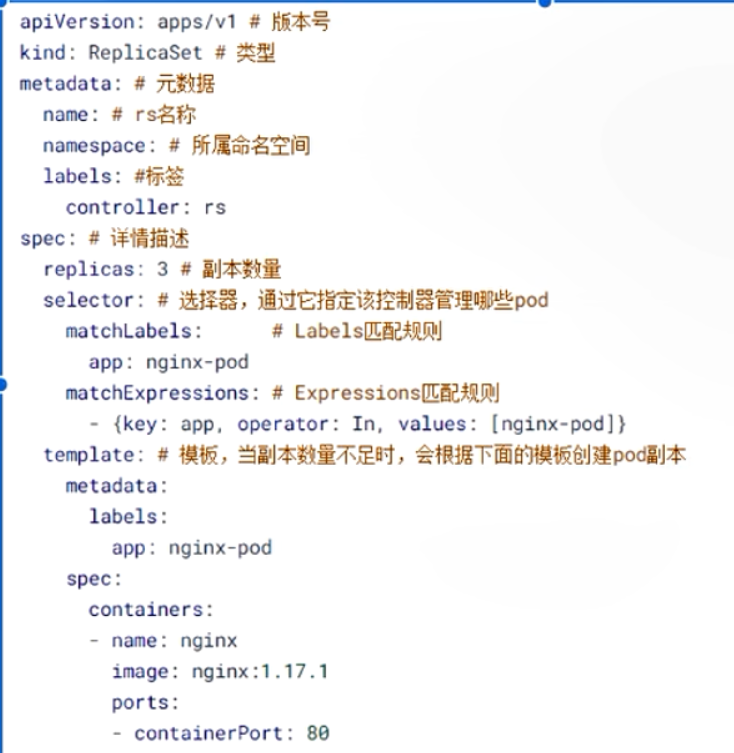 apiVersion: apps/v1 # 版本号
kind: ReplicaSet # 类型
metadata: # 元数据
  name: # rs名称
  namespace: # 所属命名空间
  labels: #标签
    controller: rs
spec: # 详情描述
  replicas: 3 # 副本数量
  selector: # 选择器，通过它指定该控制器管理哪些pod
    matchLabels:      # Labels匹配规则
      app: nginx-pod
    matchExpressions: # Expressions匹配规则
      - {key: app, operator: In, values: [nginx-pod]}
  template: # 模板，当副本数量不足时，会根据下面的模板创建pod副本
    metadata:
      labels:
        app: nginx-pod
    spec:
      containers:
      - name: nginx
        image: nginx:1.17.1
        ports:
        - containerPort: 80